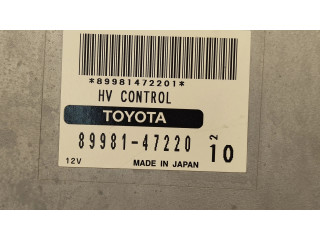 *89981472201*
HV CONTROL
TOYOTA
89981-47220 2 10
12V MADE IN JAPAN